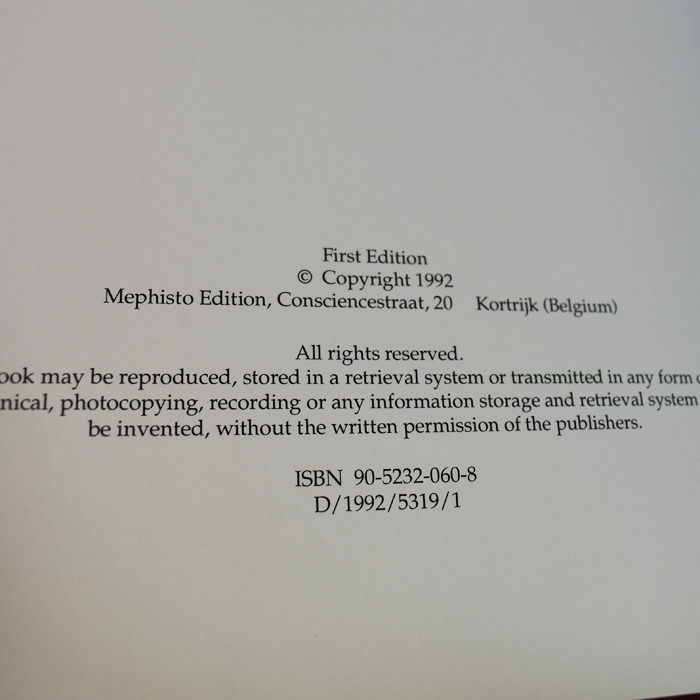 First Edition
© Copyright 1992
Mephisto Edition, Consciencestraat, 20 Kortrijk (Belgium)
All rights reserved.
ook may be reproduced, stored in a retrieval system or transmitted in any form
nical, photocopying, recording or any information storage and retrieval system
be invented, without the written permission of the publishers.
ISBN 90-5232-060-8
D/1992/5319/1